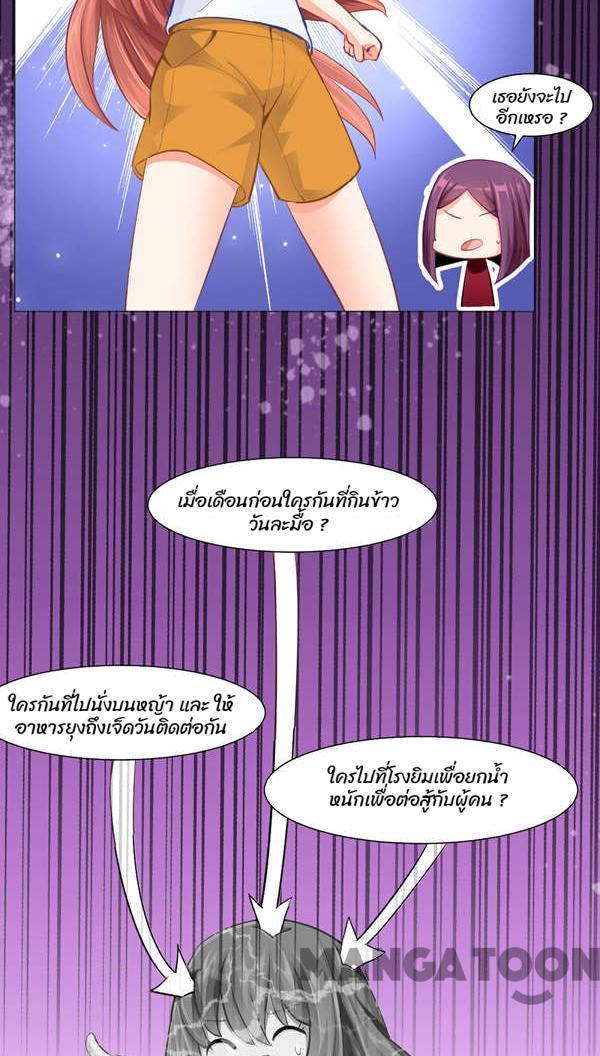 เธอยังจะไป
อีกเหรอ ?
เมื่อเดือนก่อนใครกันที่กินข้าว
วันละมื้อ ?
ใครกันที่ไปนั่งบนหญ้า และ ให้
อาหารยุงถึงเจ็ดวันติดต่อกัน
ใครไปที่โรงยิมเพื่อยกน้ำ
หนักเพื่อต่อสู้กับผู้คน ?
MANGATOON